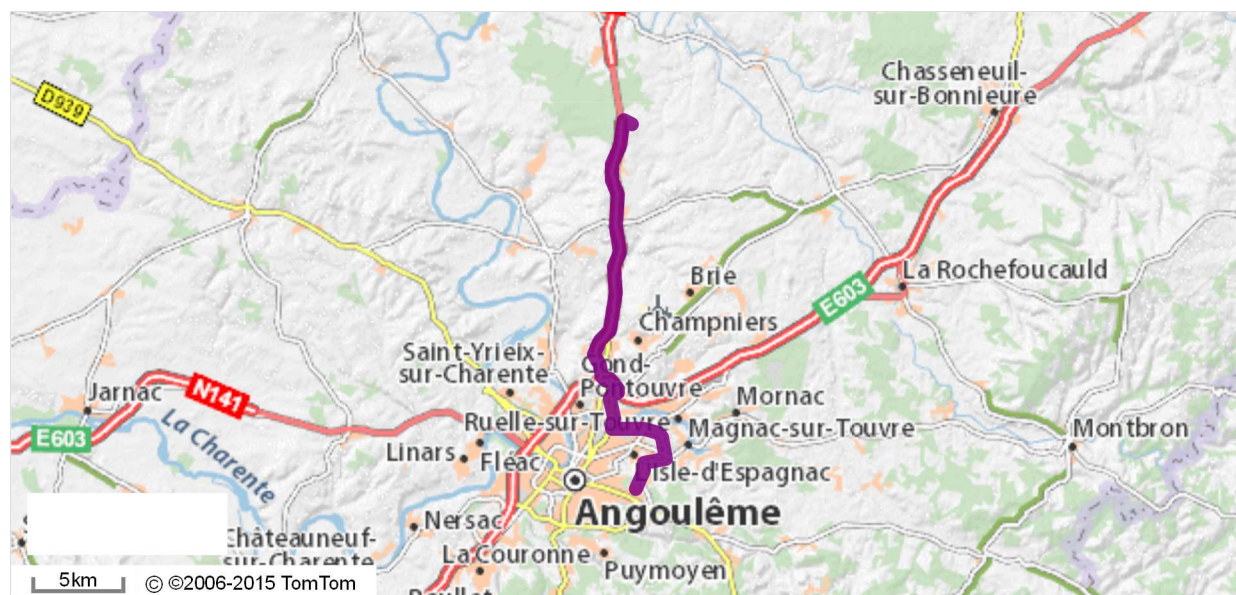 Chasseneuil-
sur-Bonnieure
D939
Brie
La Rochefoucauld
E603
Champniers
Saint-Yrieix-
sur-Charente
Gond-
Pontouvre
Jarnac
N141
Mornac
Ruelle-sur-Touvre
Magnac-sur-Touvre
Montbron
E603
La Charente
Linars
Fléac
L'Isle-d'Espagnac
Angoulême
Nersac
Châteauneuf-
sur-Charente
La Couronne
Puymoyen
5km
© ©2006-2015 TomTom